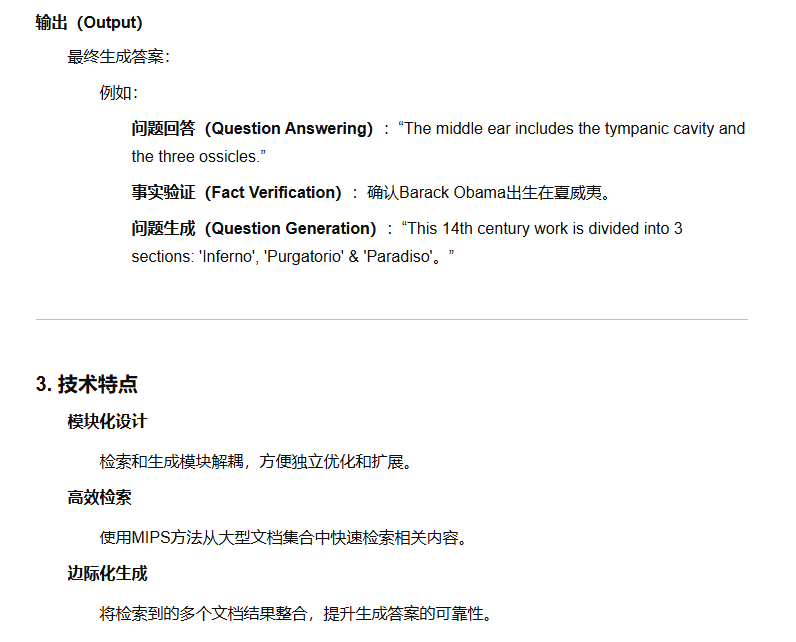 输出（Output）
最终生成答案：
例如：
问题回答（Question Answering）：“The middle ear includes the tympanic cavity and
the three ossicles.”
事实验证（Fact Verification）：确认Barack Obama出生在夏威夷。
问题生成（Question Generation）：“This 14th century work is divided into 3
sections: 'Inferno', 'Purgatorio' & 'Paradiso'。”
3. 技术特点
模块化设计
检索和生成模块解耦，方便独立优化和扩展。
高效检索
使用MIPS方法从大型文档集合中快速检索相关内容。
边际化生成
将检索到的多个文档结果整合，提升生成答案的可靠性。